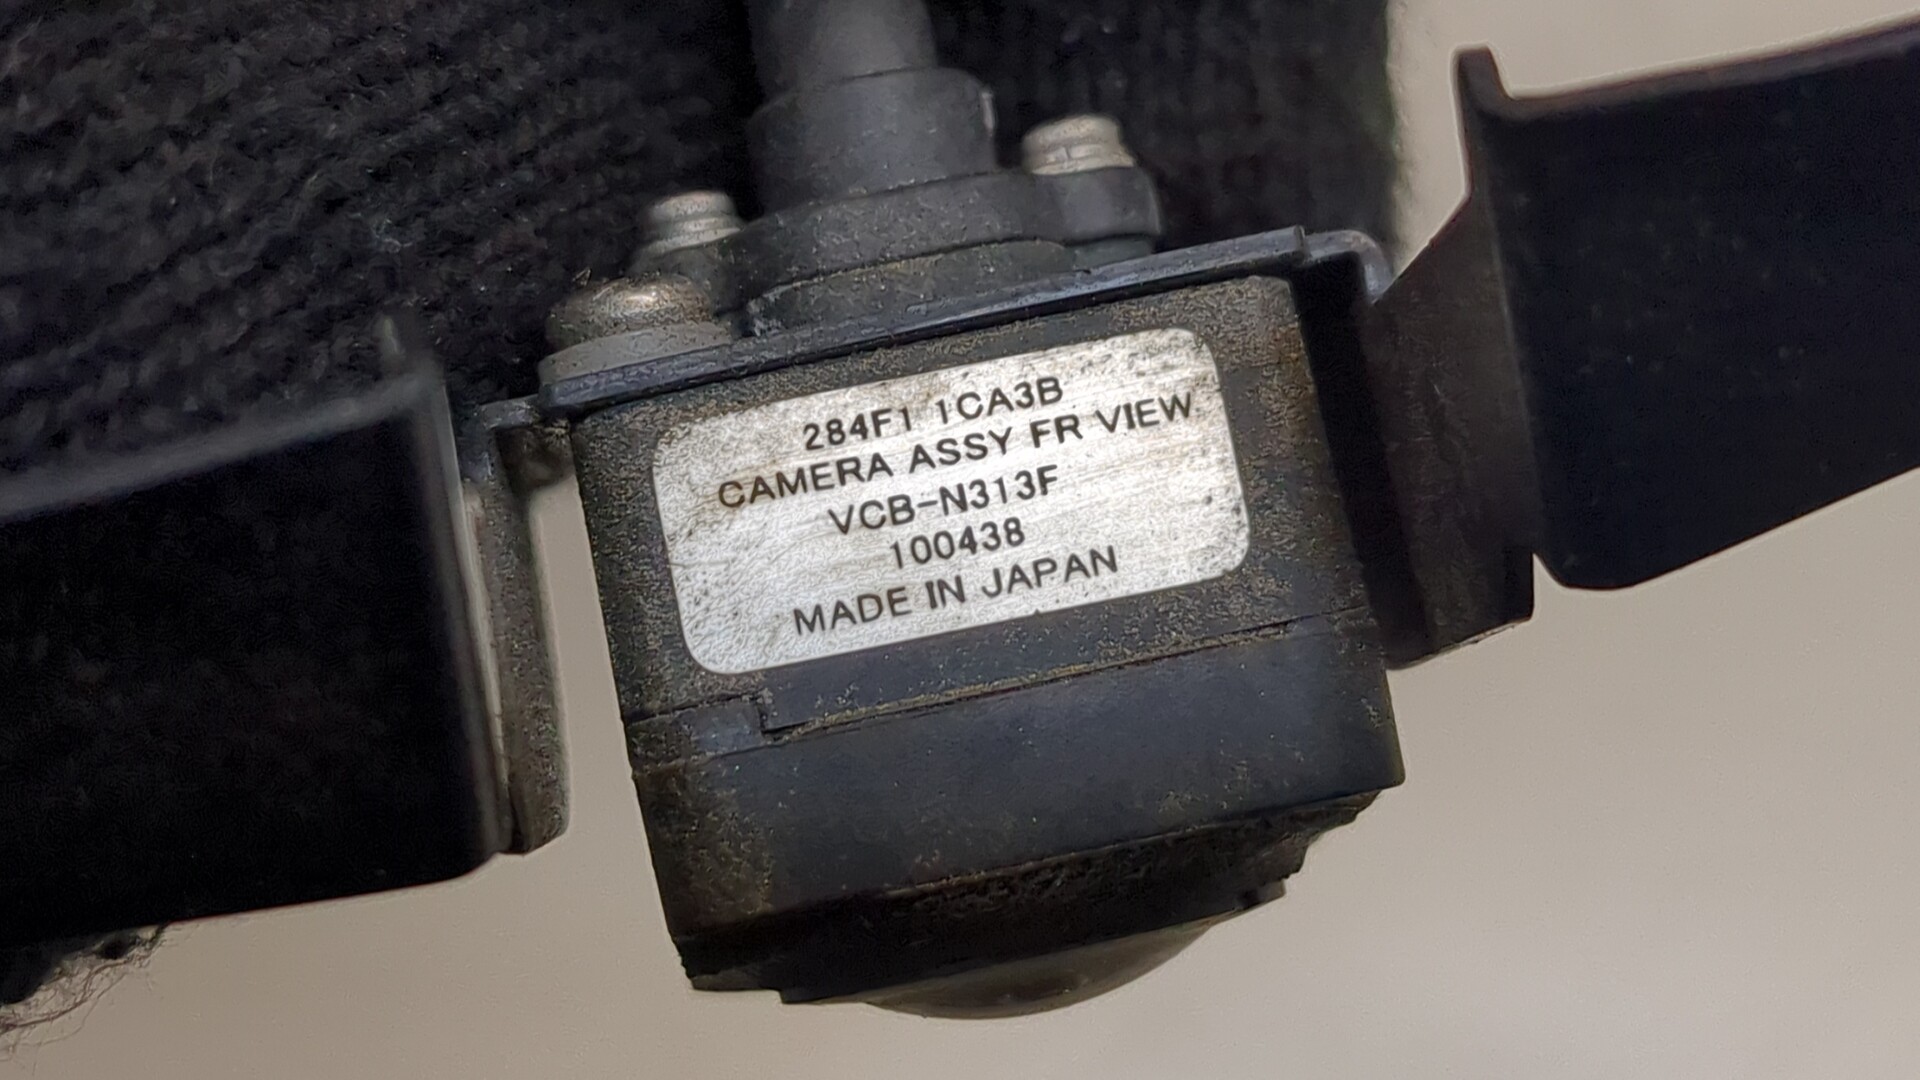 284F1 1CA3B
CAMERA ASSY FR VIEW
VCB-N313F
100438
MADE IN JAPAN